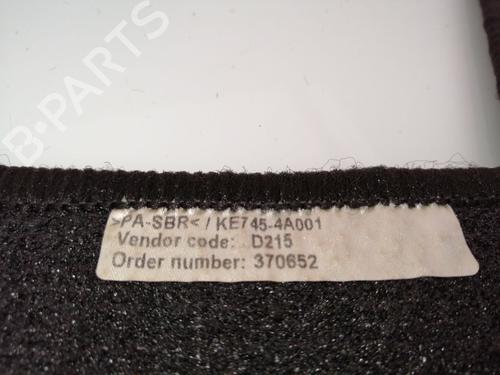 B-PARTS
>PA-SBR< / KE745-4A001
Vendor code: D215
Order number: 370652